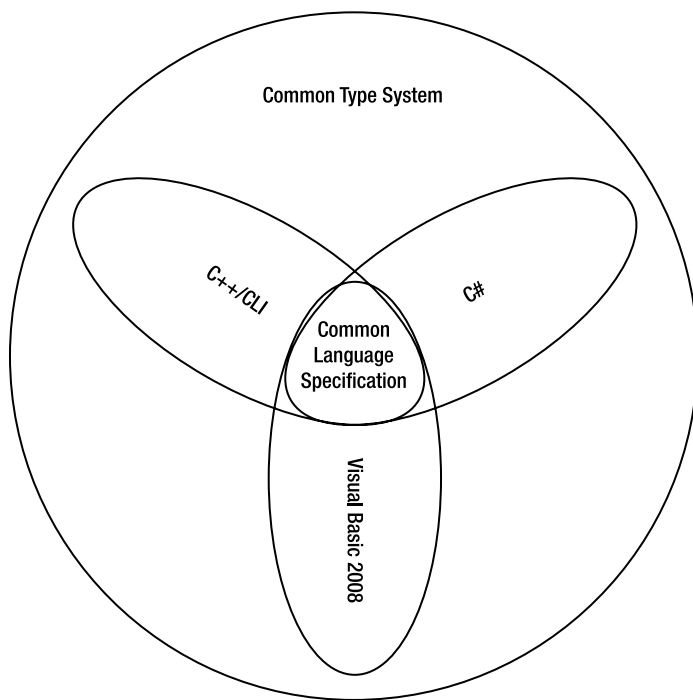 Common Type System
C++/CLI
C#
Common
Language
Specification
Visual Basic 2008